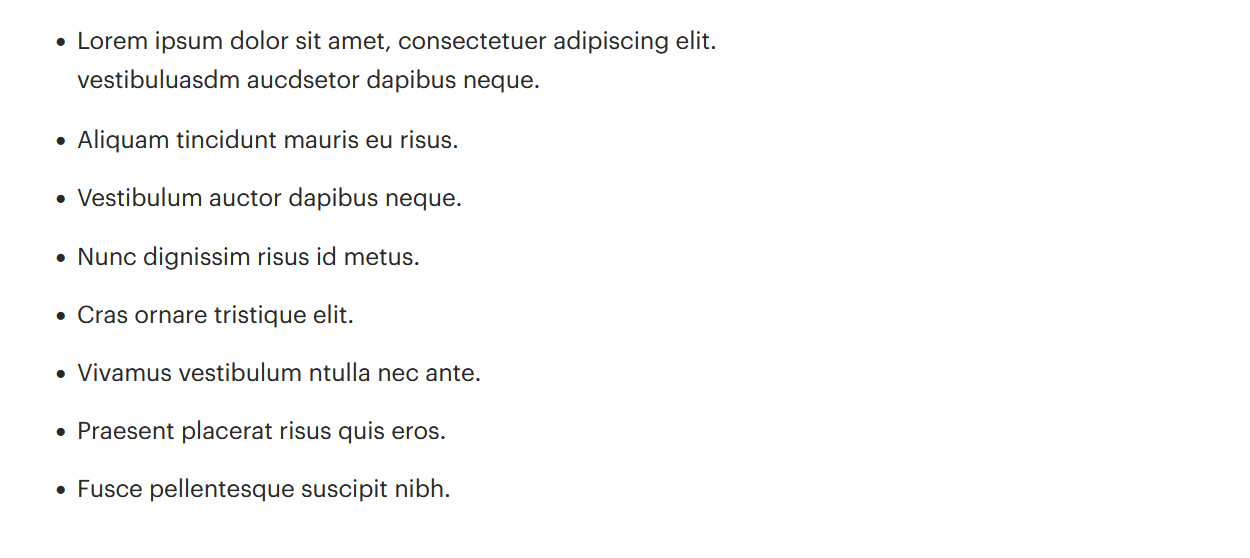 • Lorem ipsum dolor sit amet, consectetuer adipiscing elit.
vestibuluasdm aucdsetor dapibus neque.
• Aliquam tincidunt mauris eu risus.
• Vestibulum auctor dapibus neque.
• Nunc dignissim risus id metus.
• Cras ornare tristique elit.
• Vivamus vestibulum ntulla nec ante.
• Praesent placerat risus quis eros.
• Fusce pellentesque suscipit nibh.